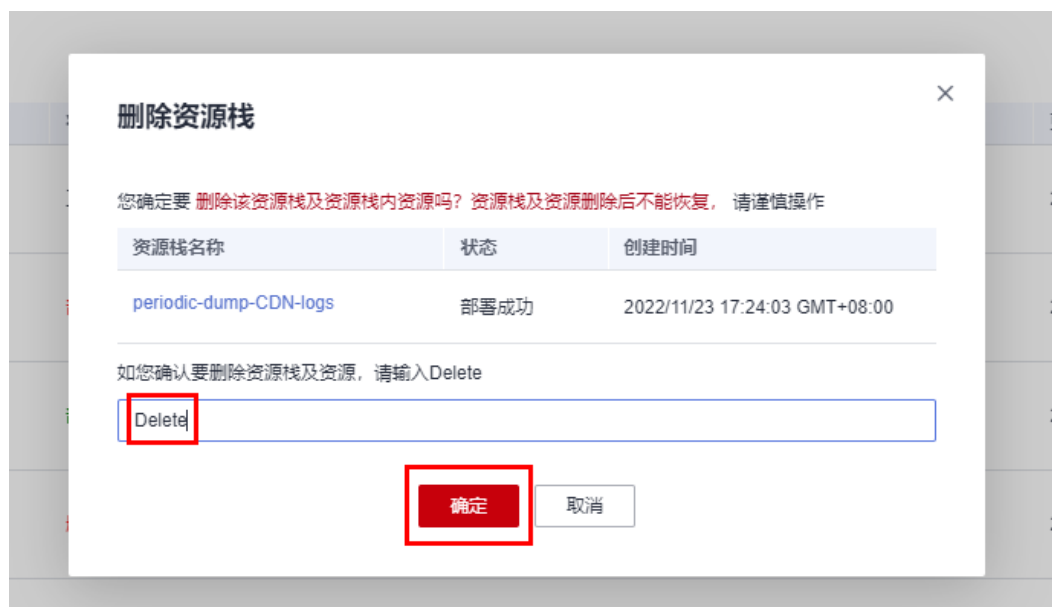 删除资源栈
您确定要 删除该资源栈及资源栈内资源吗？资源栈及资源删除后不能恢复， 请谨慎操作
资源栈名称 状态 创建时间
periodic-dump-CDN-logs 部署成功 2022/11/23 17:24:03 GMT+08:00
如您确认要删除资源栈及资源，请输入Delete
Delete
确定 取消